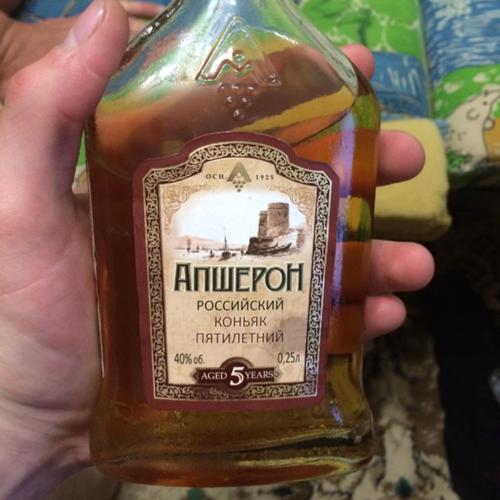 ОСН. 1925
АПШЕРОН
РОССИЙСКИЙ
КОНЬЯК
ПЯТИЛЕТНИЙ
40% об. 0,25л
AGED 5 YEARS